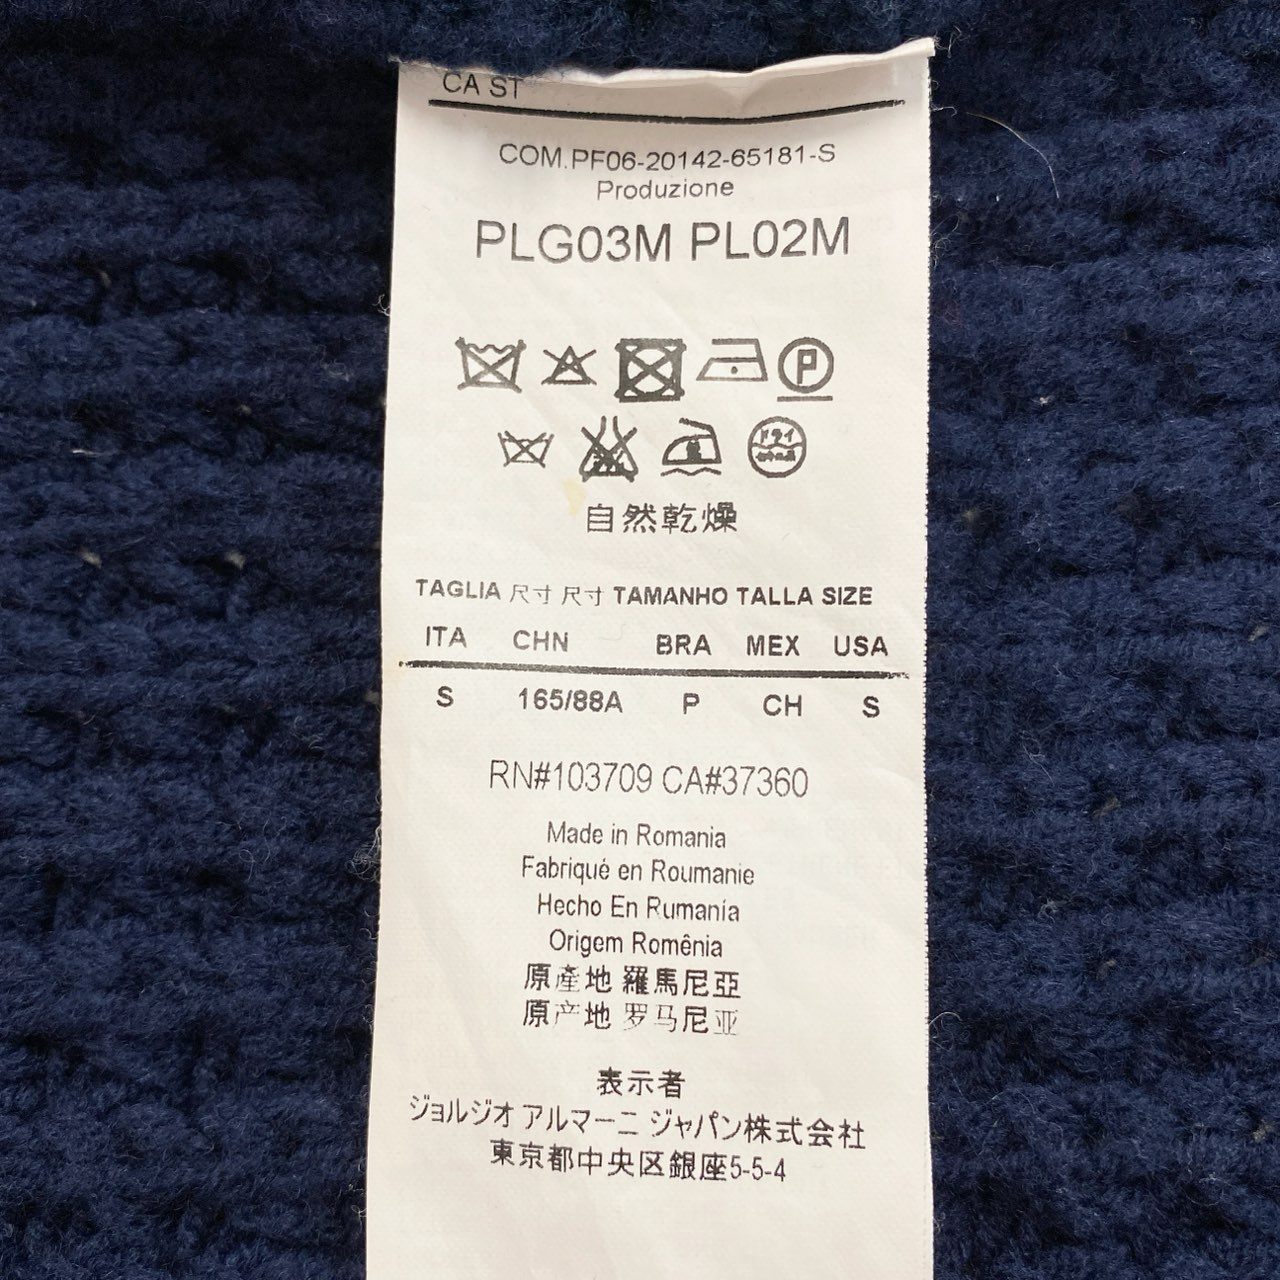 CA ST
COM.PF06-20142-65181-S
Produzione
PLG03M PL02M
P
ドライ
自然乾燥
TAGLIA 尺寸 尺寸 TAMANHO TALLA SIZE
ITA CHN BRA MEX USA
S 165/88A P CH S
RN#103709 CA#37360
Made in Romania
Fabriqué en Roumanie
Hecho En Rumanía
Origem Romênia
原產地 羅馬尼亞
原产地 罗马尼亚
表示者
ジョルジオ アルマーニ ジャパン株式会社
東京都中央区銀座5-5-4